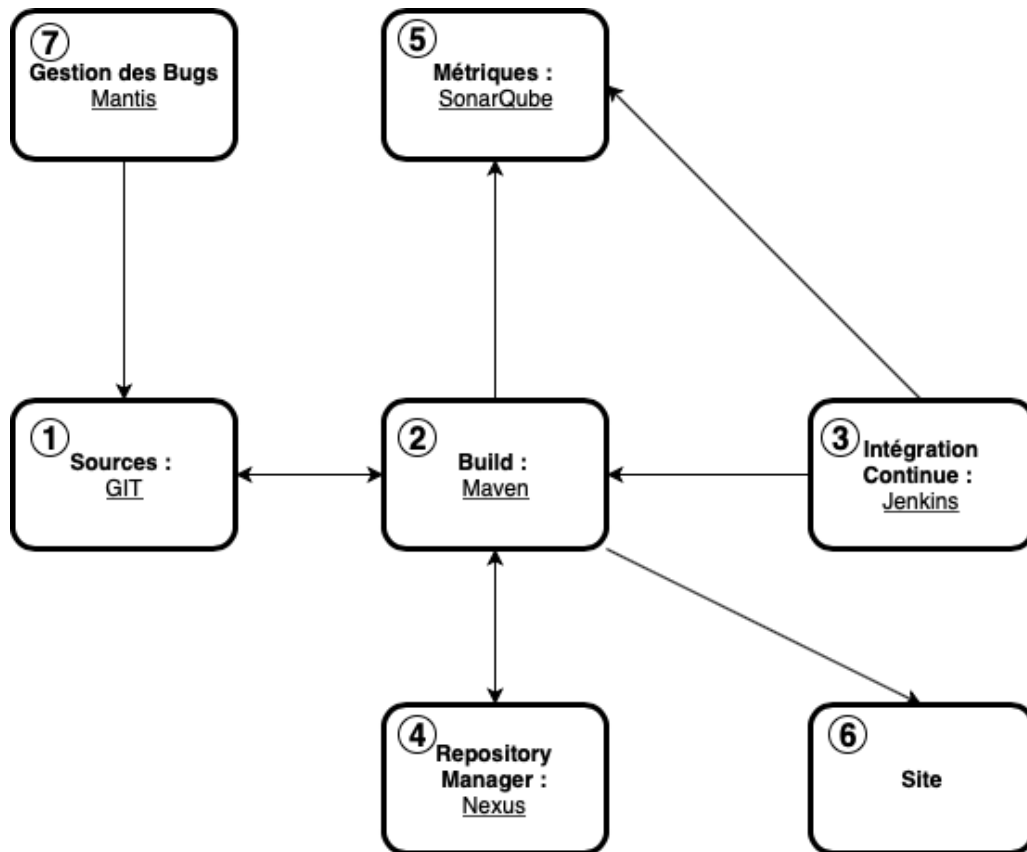 7
Gestion des Bugs
Mantis
5
Métriques :
SonarQube
1
Sources :
GIT
2
Build :
Maven
3
Intégration
Continue :
Jenkins
4
Repository
Manager :
Nexus
6
Site